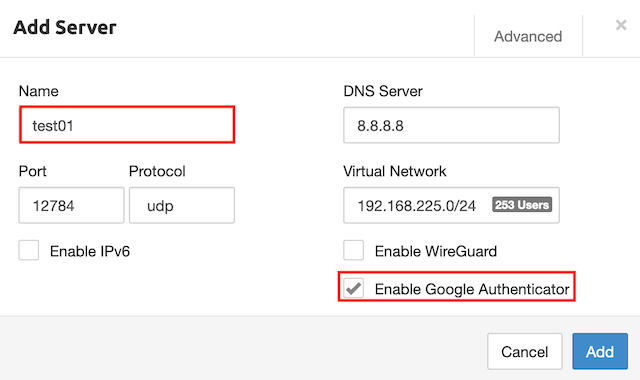 Add Server
Advanced
×
Name
DNS Server
test01
8.8.8.8
Port
Protocol
Virtual Network
12784
udp
192.168.225.0/24
253 Users
Enable IPv6
Enable WireGuard
Enable Google Authenticator
Cancel
Add